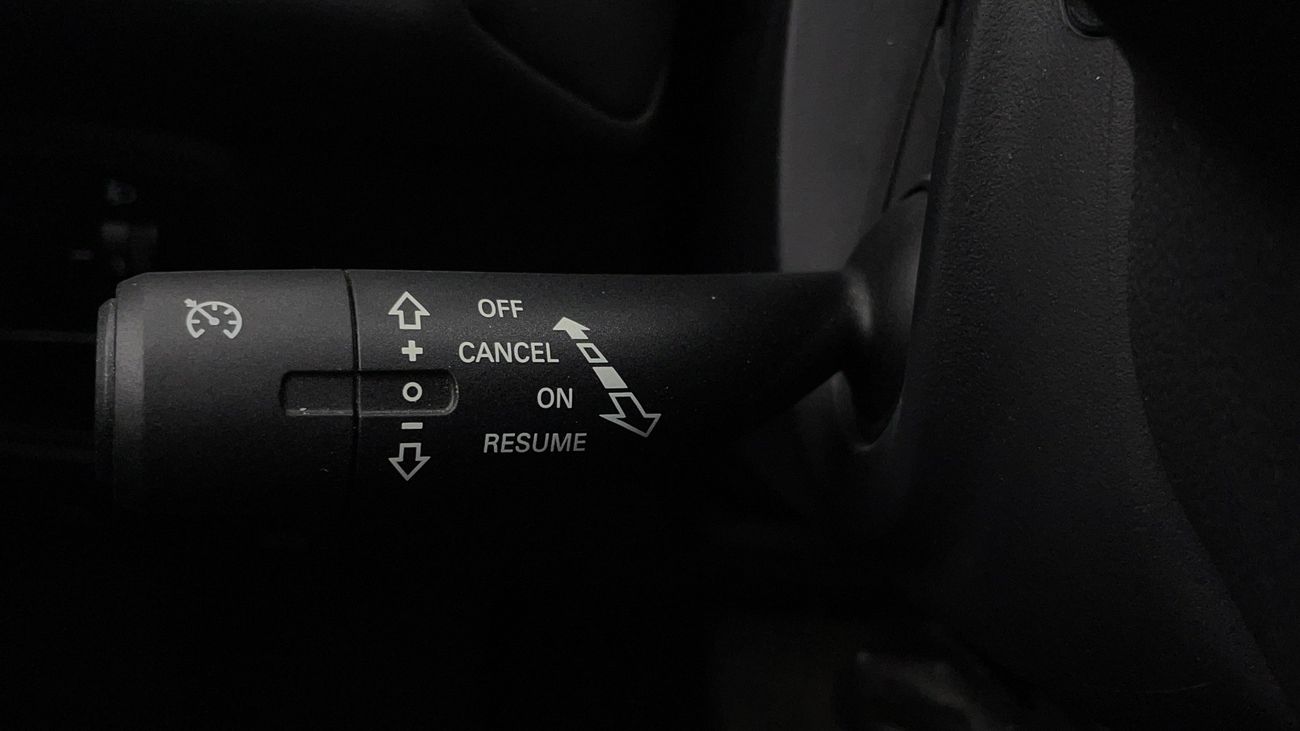 OFF
+
CANCEL
O
ON
−
RESUME